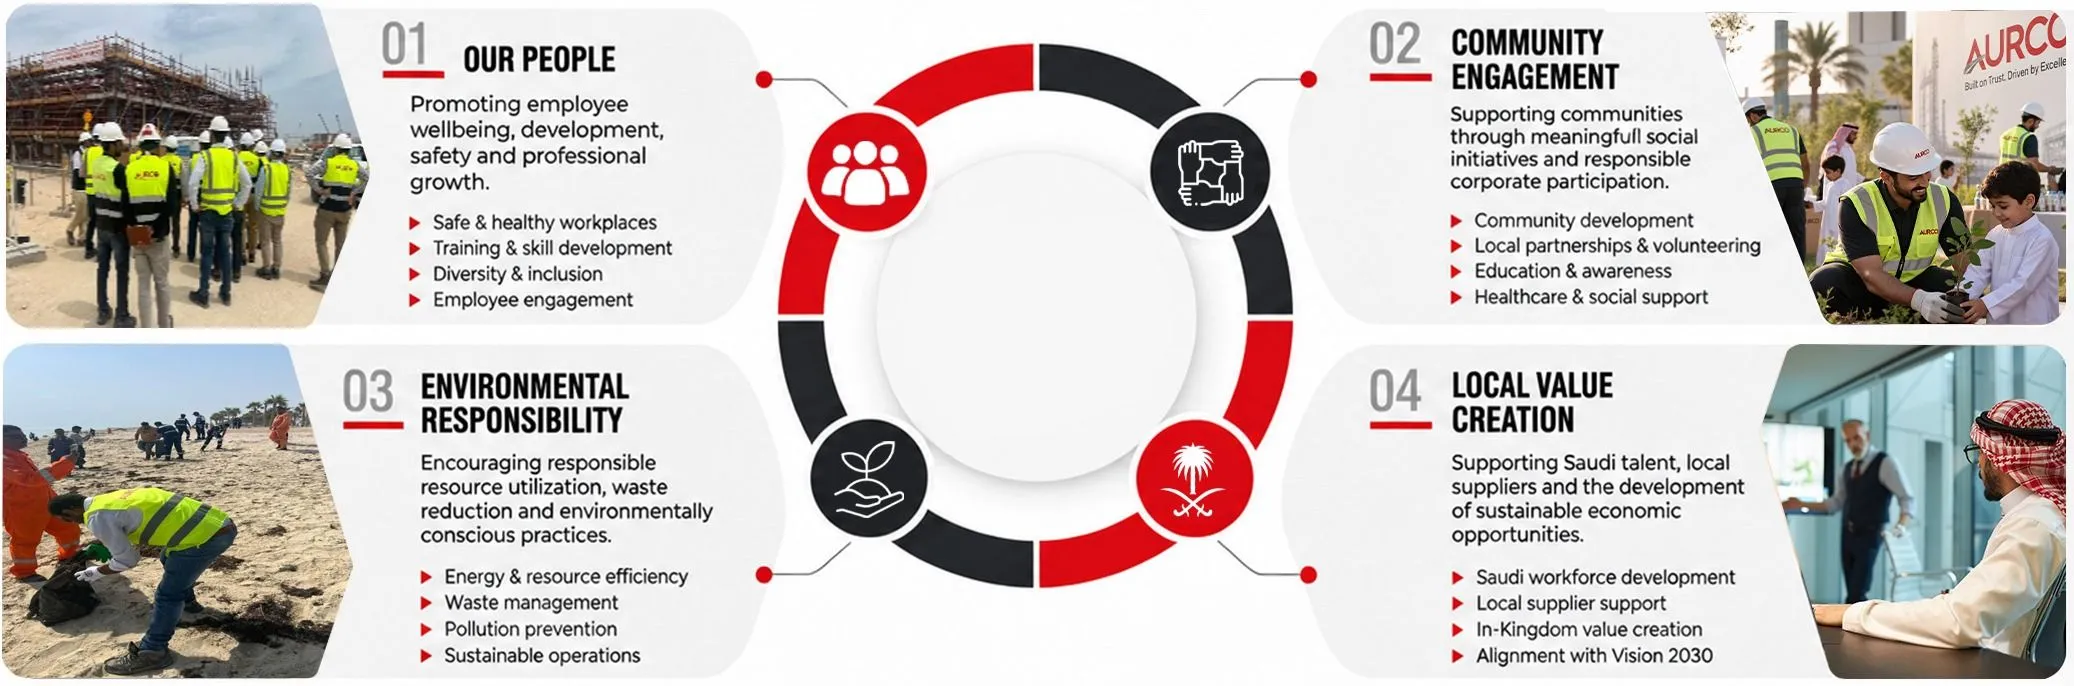 01
OUR PEOPLE
Promoting employee
wellbeing, development,
safety and professional
growth.
Safe & healthy workplaces
Training & skill development
Diversity & inclusion
Employee engagement
AURCO
02
COMMUNITY
ENGAGEMENT
Supporting communities
through meaningfull social
initiatives and responsible
corporate participation.
Community development
Local partnerships & volunteering
Education & awareness
Healthcare & social support
AURCO
Built on Trust, Driven by Excelle
AURCO
AURCO
AURCO
03
ENVIRONMENTAL
RESPONSIBILITY
Encouraging responsible
resource utilization, waste
reduction and environmentally
conscious practices.
Energy & resource efficiency
Waste management
Pollution prevention
Sustainable operations
04
LOCAL VALUE
CREATION
Supporting Saudi talent, local
suppliers and the development
of sustainable economic
opportunities.
Saudi workforce development
Local supplier support
In-Kingdom value creation
Alignment with Vision 2030